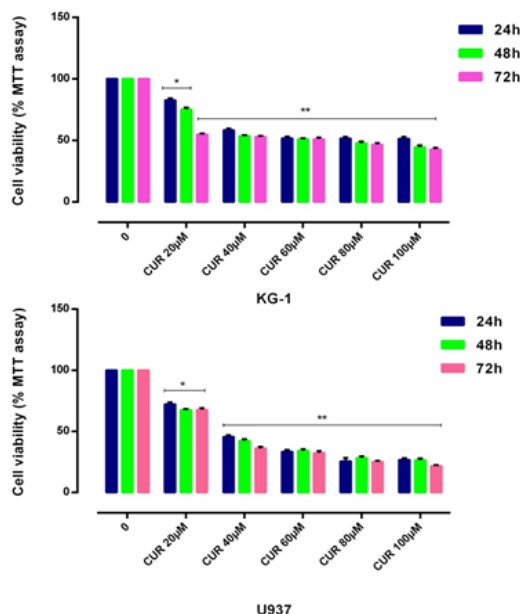 150
100
50
0
Cell viability (% MTT assay)
*
**
24h
48h
72h
0
CUR 20μM
CUR 40μM
CUR 60μM
CUR 80μM
CUR 100μM
KG-1
150
100
50
0
Cell viability (% MTT assay)
*
**
24h
48h
72h
0
CUR 20μM
CUR 40μM
CUR 60μM
CUR 80μM
CUR 100μM
U937